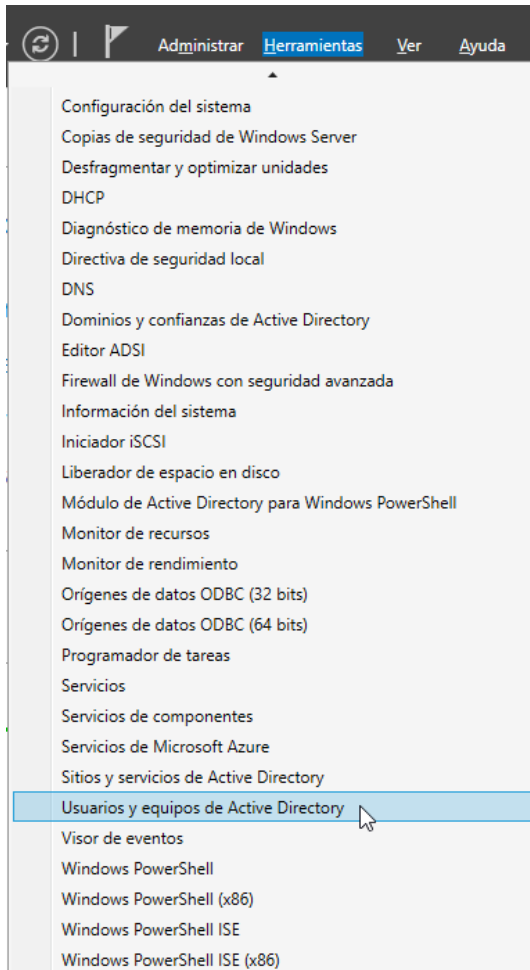 Administrar Herramientas Ver Ayuda
Configuración del sistema
Copias de seguridad de Windows Server
Desfragmentar y optimizar unidades
DHCP
Diagnóstico de memoria de Windows
Directiva de seguridad local
DNS
Dominios y confianzas de Active Directory
Editor ADSI
Firewall de Windows con seguridad avanzada
Información del sistema
Iniciador iSCSI
Liberador de espacio en disco
Módulo de Active Directory para Windows PowerShell
Monitor de recursos
Monitor de rendimiento
Orígenes de datos ODBC (32 bits)
Orígenes de datos ODBC (64 bits)
Programador de tareas
Servicios
Servicios de componentes
Servicios de Microsoft Azure
Sitios y servicios de Active Directory
Usuarios y equipos de Active Directory
Visor de eventos
Windows PowerShell
Windows PowerShell (x86)
Windows PowerShell ISE
Windows PowerShell ISE (x86)